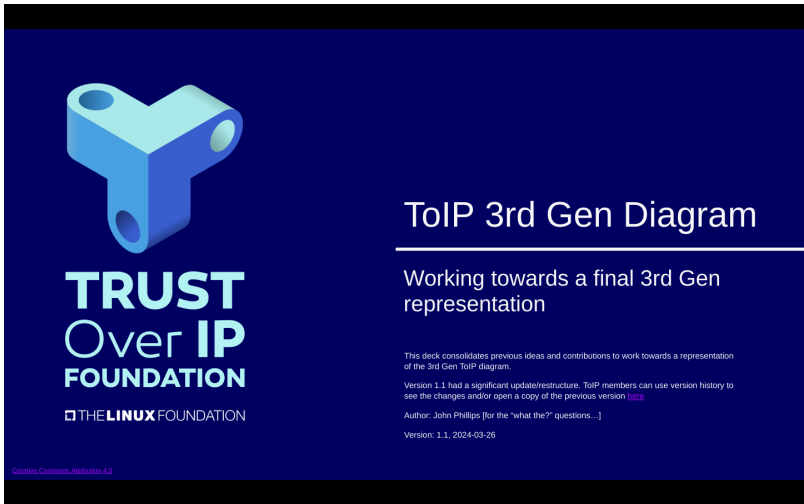 TRUST
Over IP
FOUNDATION
THE LINUX FOUNDATION
ToIP 3rd Gen Diagram
Working towards a final 3rd Gen
representation
This deck consolidates previous ideas and contributions to work towards a representation
of the 3rd Gen ToIP diagram.
Version 1.1 had a significant update/restructure. ToIP members can use version history to
see the changes and/or open a copy of the previous version here
Author: John Phillips [for the “what the?” questions…]
Version: 1.1, 2024-03-26
Creative Commons Attribution 4.0